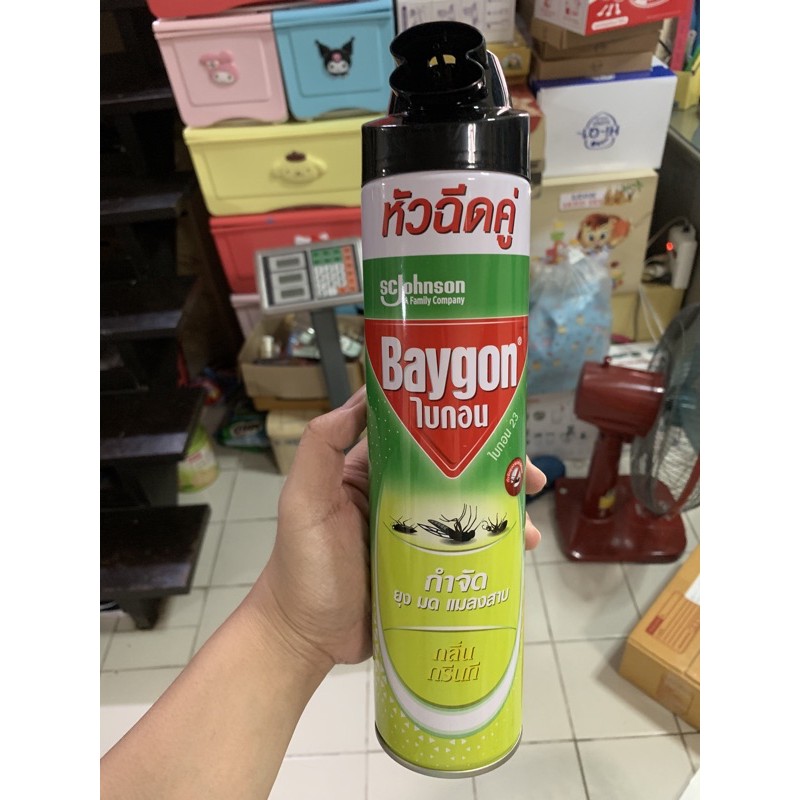 หัวฉีดคู่
SC Johnson
A Family Company
Baygon®
ไบกอน
ไบกอน 23
กำจัด
ยุง มด แมลงสาบ
กลิ่น
กรีนที